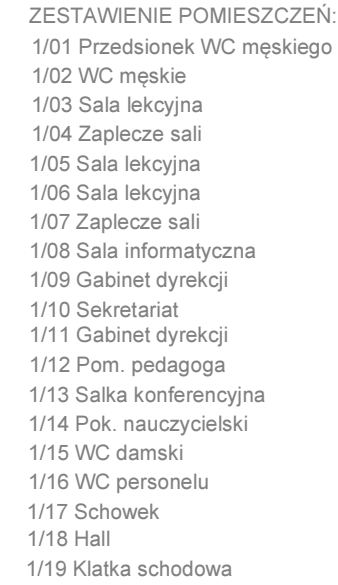 ZESTAWIENIE POMIESZCZEŃ:
1/01 Przedsionek WC męskiego
1/02 WC męskie
1/03 Sala lekcyjna
1/04 Zaplecze sali
1/05 Sala lekcyjna
1/06 Sala lekcyjna
1/07 Zaplecze sali
1/08 Sala informatyczna
1/09 Gabinet dyrekcji
1/10 Sekretariat
1/11 Gabinet dyrekcji
1/12 Pom. pedagoga
1/13 Salka konferencyjna
1/14 Pok. nauczycielski
1/15 WC damski
1/16 WC personelu
1/17 Schowek
1/18 Hall
1/19 Klatka schodowa